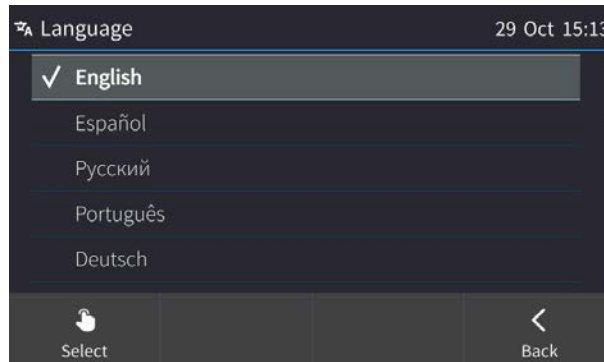 Language 29 Oct 15:13
English
Español
Русский
Português
Deutsch
Select Back